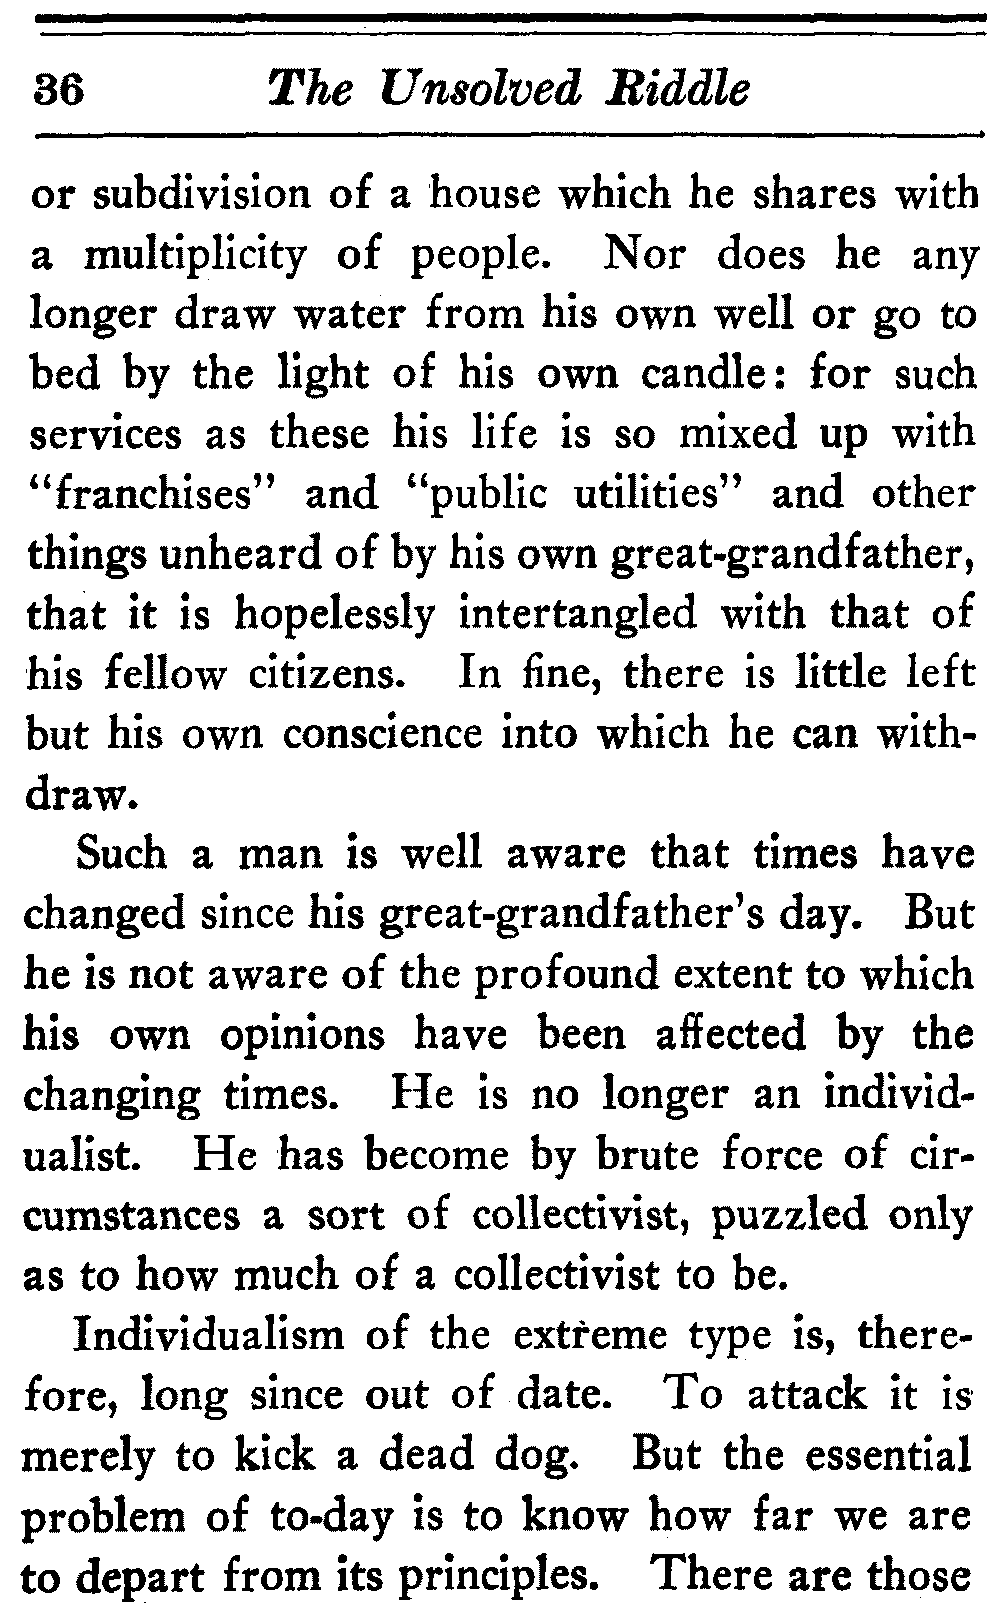 36 The Unsolved Riddle
or subdivision of a house which he shares with
a multiplicity of people. Nor does he any
longer draw water from his own well or go to
bed by the light of his own candle: for such
services as these his life is so mixed up with
“franchises” and “public utilities” and other
things unheard of by his own great-grandfather,
that it is hopelessly intertangled with that of
his fellow citizens. In fine, there is little left
but his own conscience into which he can with-
draw.
Such a man is well aware that times have
changed since his great-grandfather’s day. But
he is not aware of the profound extent to which
his own opinions have been affected by the
changing times. He is no longer an individ-
ualist. He has become by brute force of cir-
cumstances a sort of collectivist, puzzled only
as to how much of a collectivist to be.
Individualism of the extreme type is, there-
fore, long since out of date. To attack it is
merely to kick a dead dog. But the essential
problem of to-day is to know how far we are
to depart from its principles. There are those